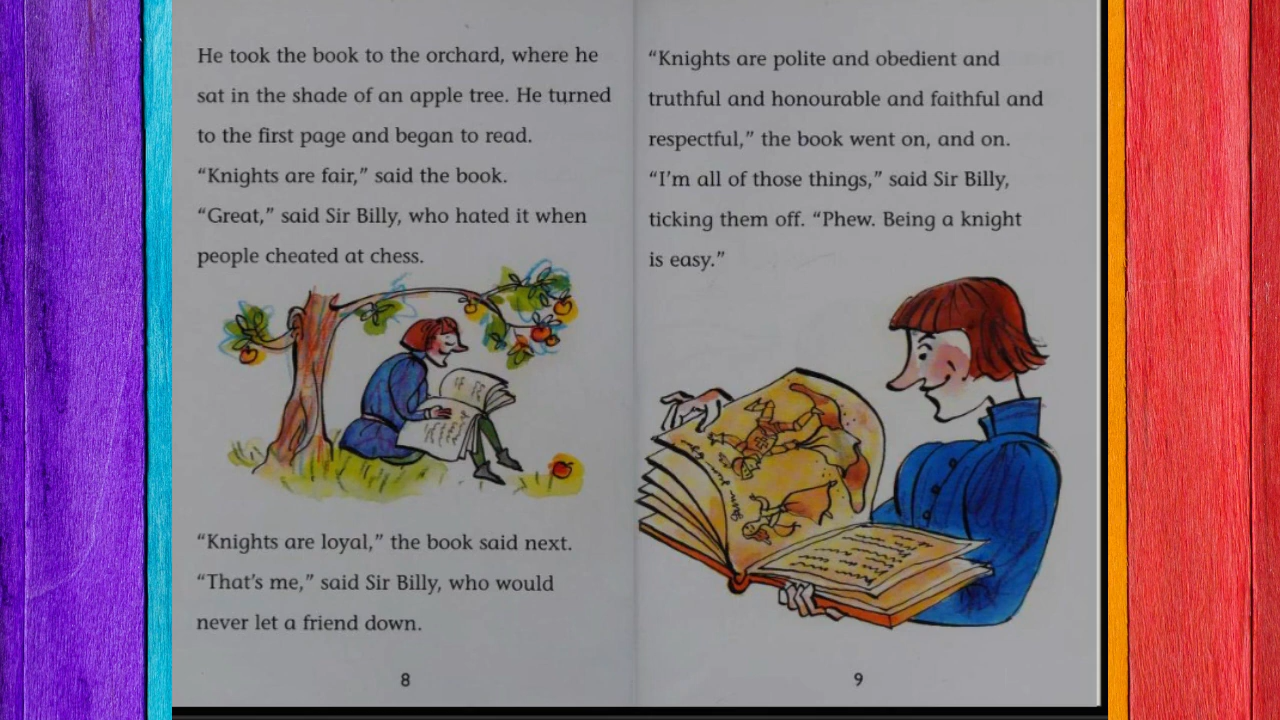 He took the book to the orchard, where he
sat in the shade of an apple tree. He turned
to the first page and began to read.
“Knights are fair,” said the book.
“Great,” said Sir Billy, who hated it when
people cheated at chess.
“Knights are loyal,” the book said next.
“That’s me,” said Sir Billy, who would
never let a friend down.
8
“Knights are polite and obedient and
truthful and honourable and faithful and
respectful,” the book went on, and on.
“I’m all of those things,” said Sir Billy,
ticking them off. “Phew. Being a knight
is easy.”
9